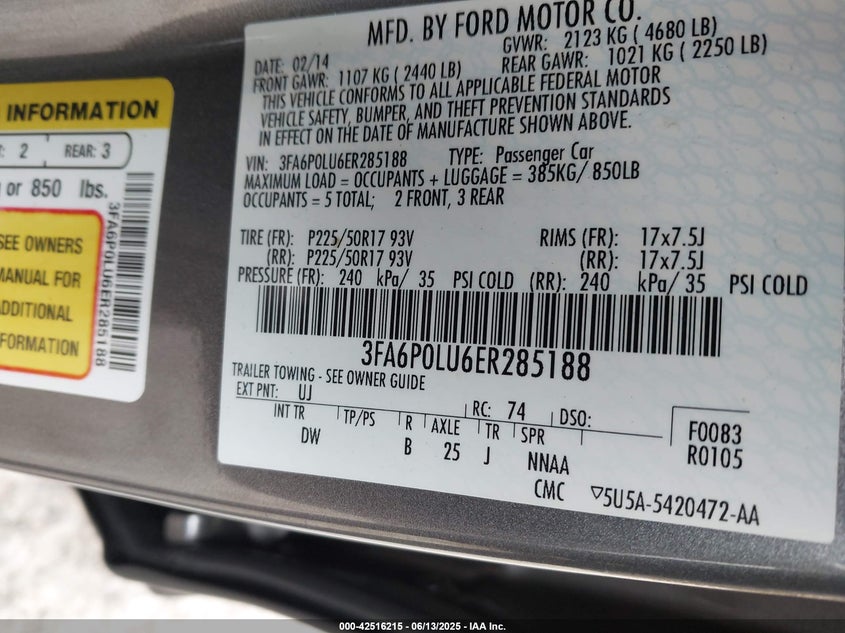 INFORMATION
: 2 REAR: 3
or 850 lbs.
SEE OWNERS
MANUAL FOR
ADDITIONAL
INFORMATION
3FA6P0LU6ER285188
MFD. BY FORD MOTOR CO.
DATE: 02/14 GVWR: 2123 KG ( 4680 LB)
FRONT GAWR: 1107 KG ( 2440 LB) REAR GAWR: 1021 KG ( 2250 LB)
THIS VEHICLE CONFORMS TO ALL APPLICABLE FEDERAL MOTOR
VEHICLE SAFETY, BUMPER, AND THEFT PREVENTION STANDARDS
IN EFFECT ON THE DATE OF MANUFACTURE SHOWN ABOVE.
VIN: 3FA6P0LU6ER285188 TYPE: Passenger Car
MAXIMUM LOAD = OCCUPANTS + LUGGAGE = 385KG/ 850LB
OCCUPANTS = 5 TOTAL; 2 FRONT, 3 REAR
TIRE (FR): P225/50R17 93V RIMS (FR): 17x7.5J
(RR): P225/50R17 93V (RR): 17x7.5J
PRESSURE (FR): 240 kPa/ 35 PSI COLD (RR): 240 kPa/ 35 PSI COLD
3FA6P0LU6ER285188
TRAILER TOWING - SEE OWNER GUIDE
EXT PNT: UJ RC: 74 DSO:
INT TR TP/PS R AXLE TR SPR F0083
DW B 25 J NNAA R0105
CMC ▽5U5A-5420472-AA
000-42516215 - 06/13/2025 - IAA Inc.